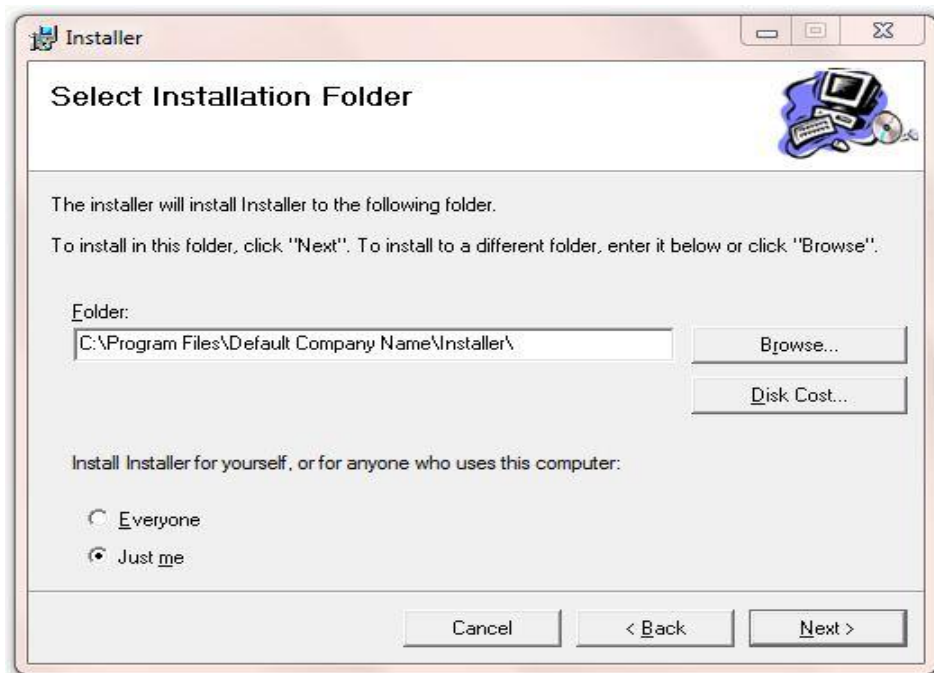 Installer
Select Installation Folder
The installer will install Installer to the following folder.
To install in this folder, click "Next". To install to a different folder, enter it below or click "Browse".
Folder:
C:\Program Files\Default Company Name\Installer\
Browse...
Disk Cost...
Install Installer for yourself, or for anyone who uses this computer:
Everyone
Just me
Cancel
< Back
Next >